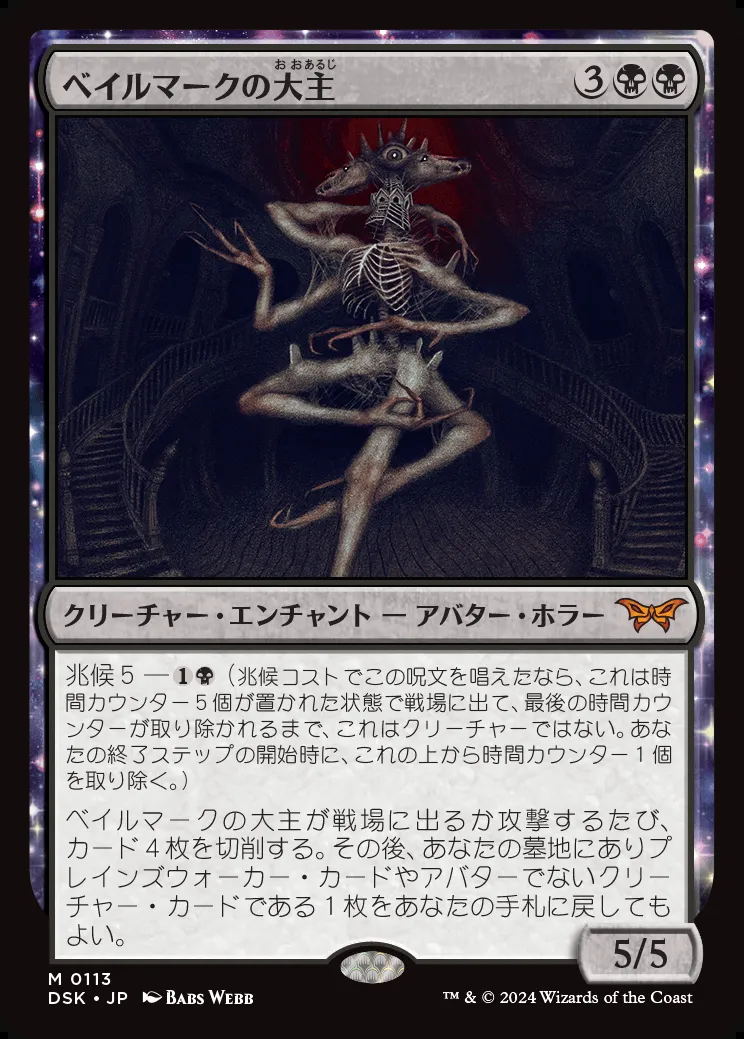 おおあるじ
ベイルマークの大主
3
クリーチャー・エンチャント — アバター・ホラー
兆候５ — 1（兆候コストでこの呪文を唱えたなら、これは時
間カウンター５個が置かれた状態で戦場に出て、最後の時間カウ
ンターが取り除かれるまで、これはクリーチャーではない。あな
たの終了ステップの開始時に、これの上から時間カウンター１個
を取り除く。）
ベイルマークの大主が戦場に出るか攻撃するたび、
カード４枚を切削する。その後、あなたの墓地にありプ
レインズウォーカー・カードやアバターでないクリー
チャー・カードである１枚をあなたの手札に戻しても
よい。
5/5
M 0113
DSK • JP BABS WEBB
™ & © 2024 Wizards of the Coast